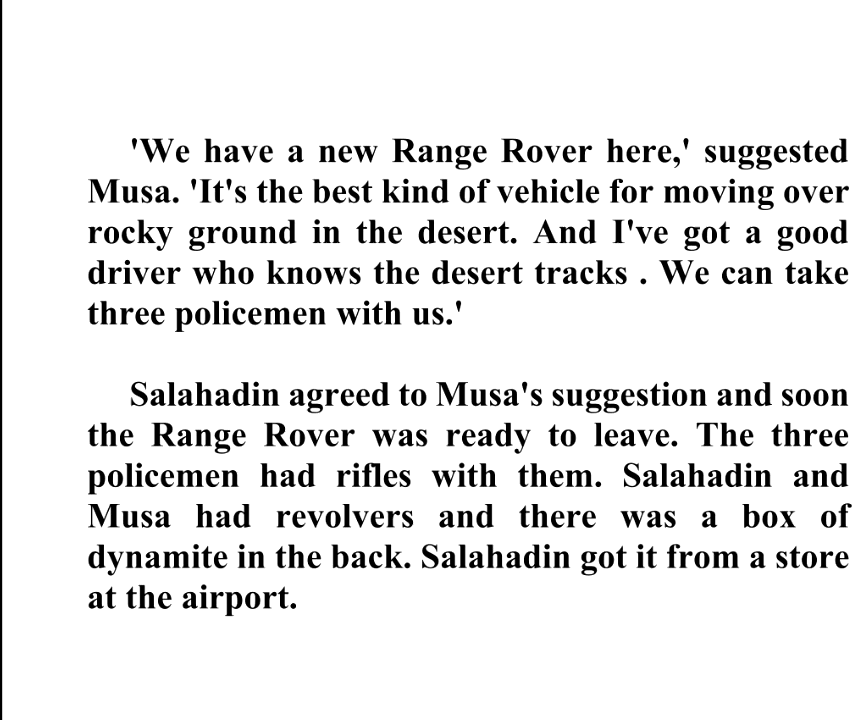 'We have a new Range Rover here,' suggested
Musa. 'It's the best kind of vehicle for moving over
rocky ground in the desert. And I've got a good
driver who knows the desert tracks . We can take
three policemen with us.'
Salahadin agreed to Musa's suggestion and soon
the Range Rover was ready to leave. The three
policemen had rifles with them. Salahadin and
Musa had revolvers and there was a box of
dynamite in the back. Salahadin got it from a store
at the airport.